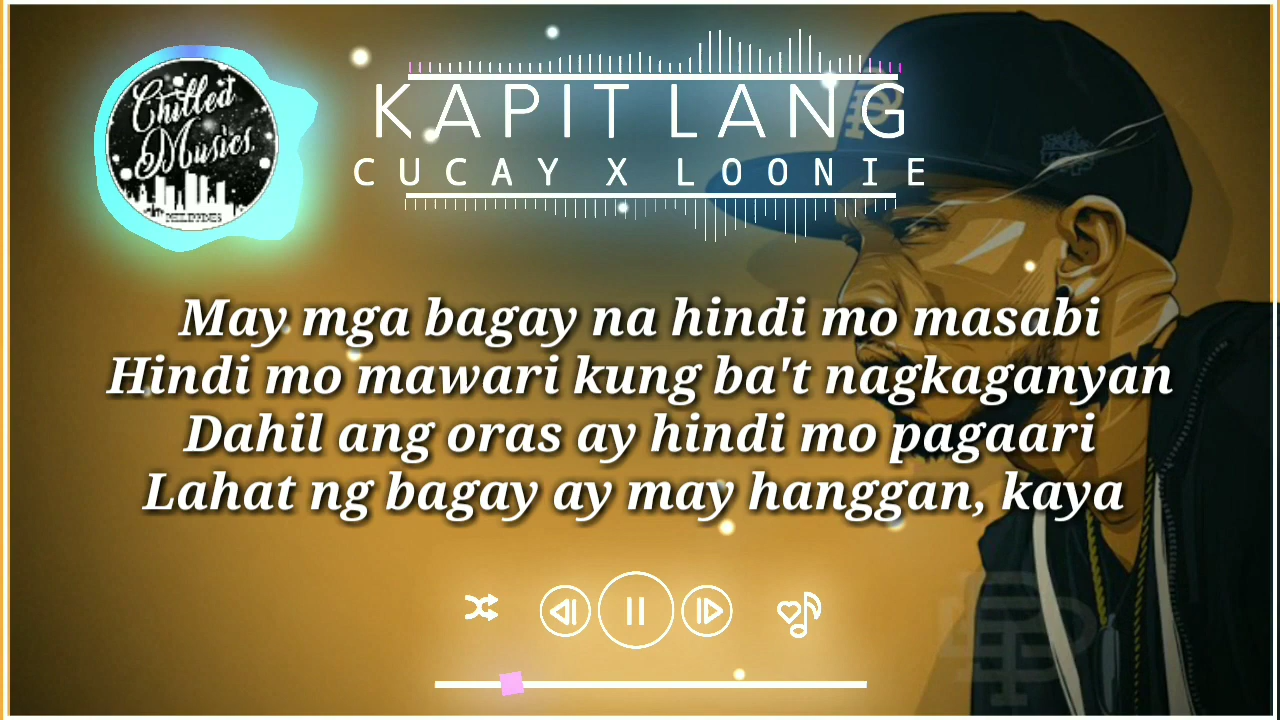 Chilled
Musics
PHILIPPINES
KAPIT LANG
CUCAY X LOONIE
May mga bagay na hindi mo masabi
Hindi mo mawari kung ba't nagkaganyan
Dahil ang oras ay hindi mo pagaari
Lahat ng bagay ay may hanggan, kaya